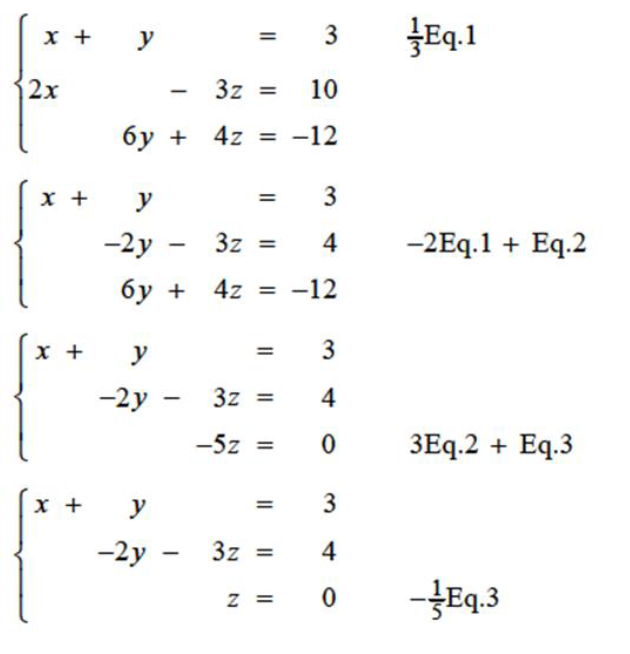 x + y = 3 ⅓Eq.1
2x − 3z = 10
6y + 4z = −12
x + y = 3
−2y − 3z = 4 −2Eq.1 + Eq.2
6y + 4z = −12
x + y = 3
−2y − 3z = 4
−5z = 0 3Eq.2 + Eq.3
x + y = 3
−2y − 3z = 4
z = 0 −⅕Eq.3